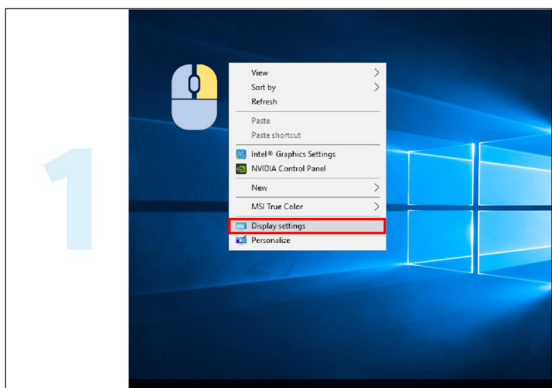 1
View
Sort by
Refresh
Paste
Paste shortcut
Intel® Graphics Settings
NVIDIA Control Panel
New
MSI True Color
Display settings
Personalize